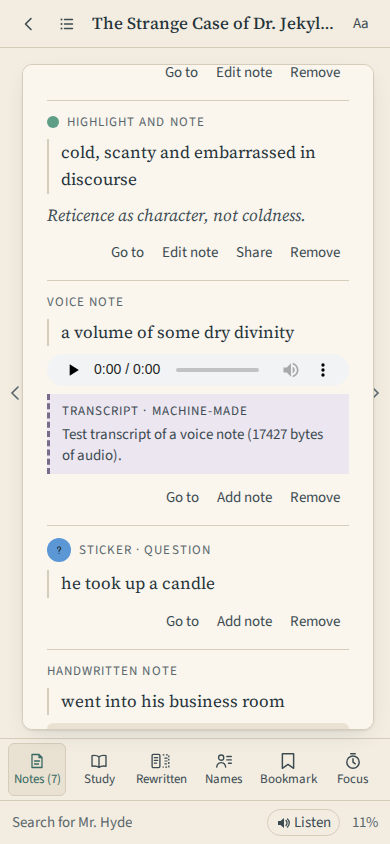 The Strange Case of Dr. Jekyl... Aa
Go to Edit note Remove
HIGHLIGHT AND NOTE
cold, scanty and embarrassed in
discourse
Reticence as character, not coldness.
Go to Edit note Share Remove
VOICE NOTE
a volume of some dry divinity
0:00 / 0:00
TRANSCRIPT · MACHINE-MADE
Test transcript of a voice note (17427 bytes
of audio).
Go to Add note Remove
? STICKER · QUESTION
he took up a candle
Go to Add note Remove
HANDWRITTEN NOTE
went into his business room
Notes (7) Study Rewritten Names Bookmark Focus
Search for Mr. Hyde Listen 11%